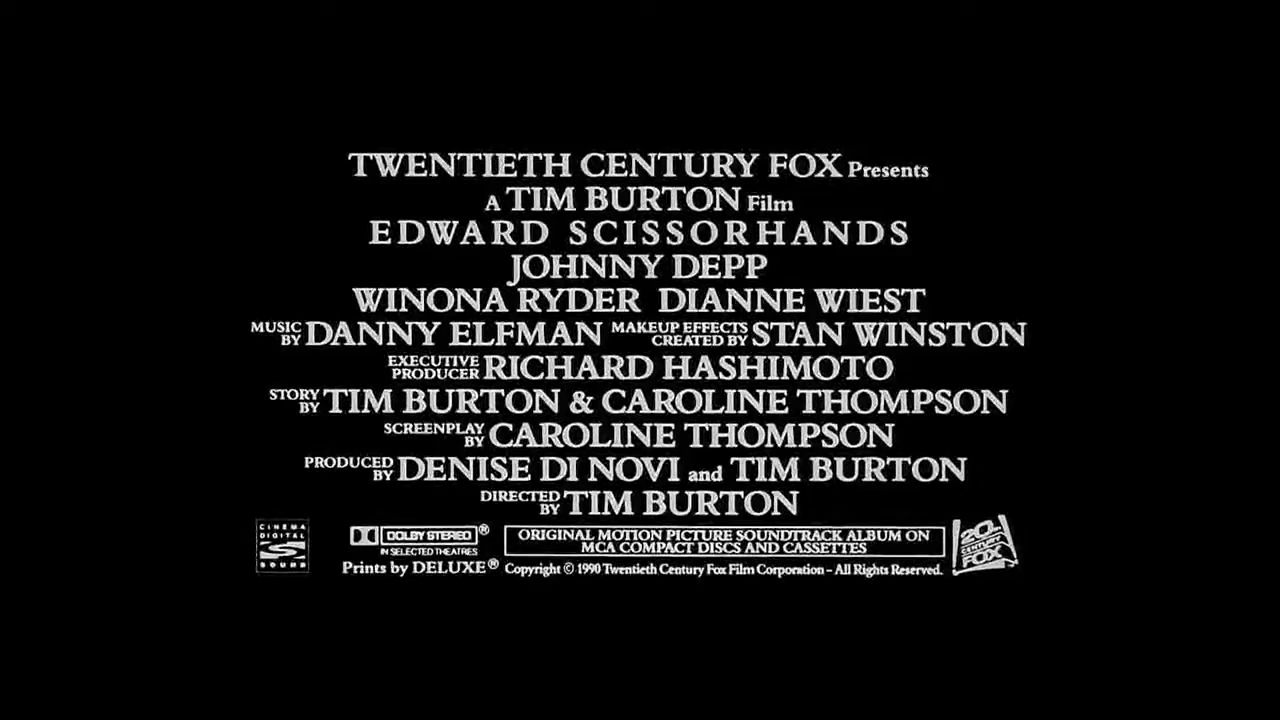 TWENTIETH CENTURY FOX Presents
A TIM BURTON Film
EDWARD SCISSORHANDS
JOHNNY DEPP
WINONA RYDER DIANNE WIEST
MUSIC BY DANNY ELFMAN MAKEUP EFFECTS CREATED BY STAN WINSTON
EXECUTIVE PRODUCER RICHARD HASHIMOTO
STORY BY TIM BURTON & CAROLINE THOMPSON
SCREENPLAY BY CAROLINE THOMPSON
PRODUCED BY DENISE DI NOVI and TIM BURTON
DIRECTED BY TIM BURTON
CINEMA DIGITAL SOUND
DOLBY STEREO®
IN SELECTED THEATRES
Prints by DELUXE®
ORIGINAL MOTION PICTURE SOUNDTRACK ALBUM ON
MCA COMPACT DISCS AND CASSETTES
Copyright © 1990 Twentieth Century Fox Film Corporation – All Rights Reserved.
20th CENTURY FOX